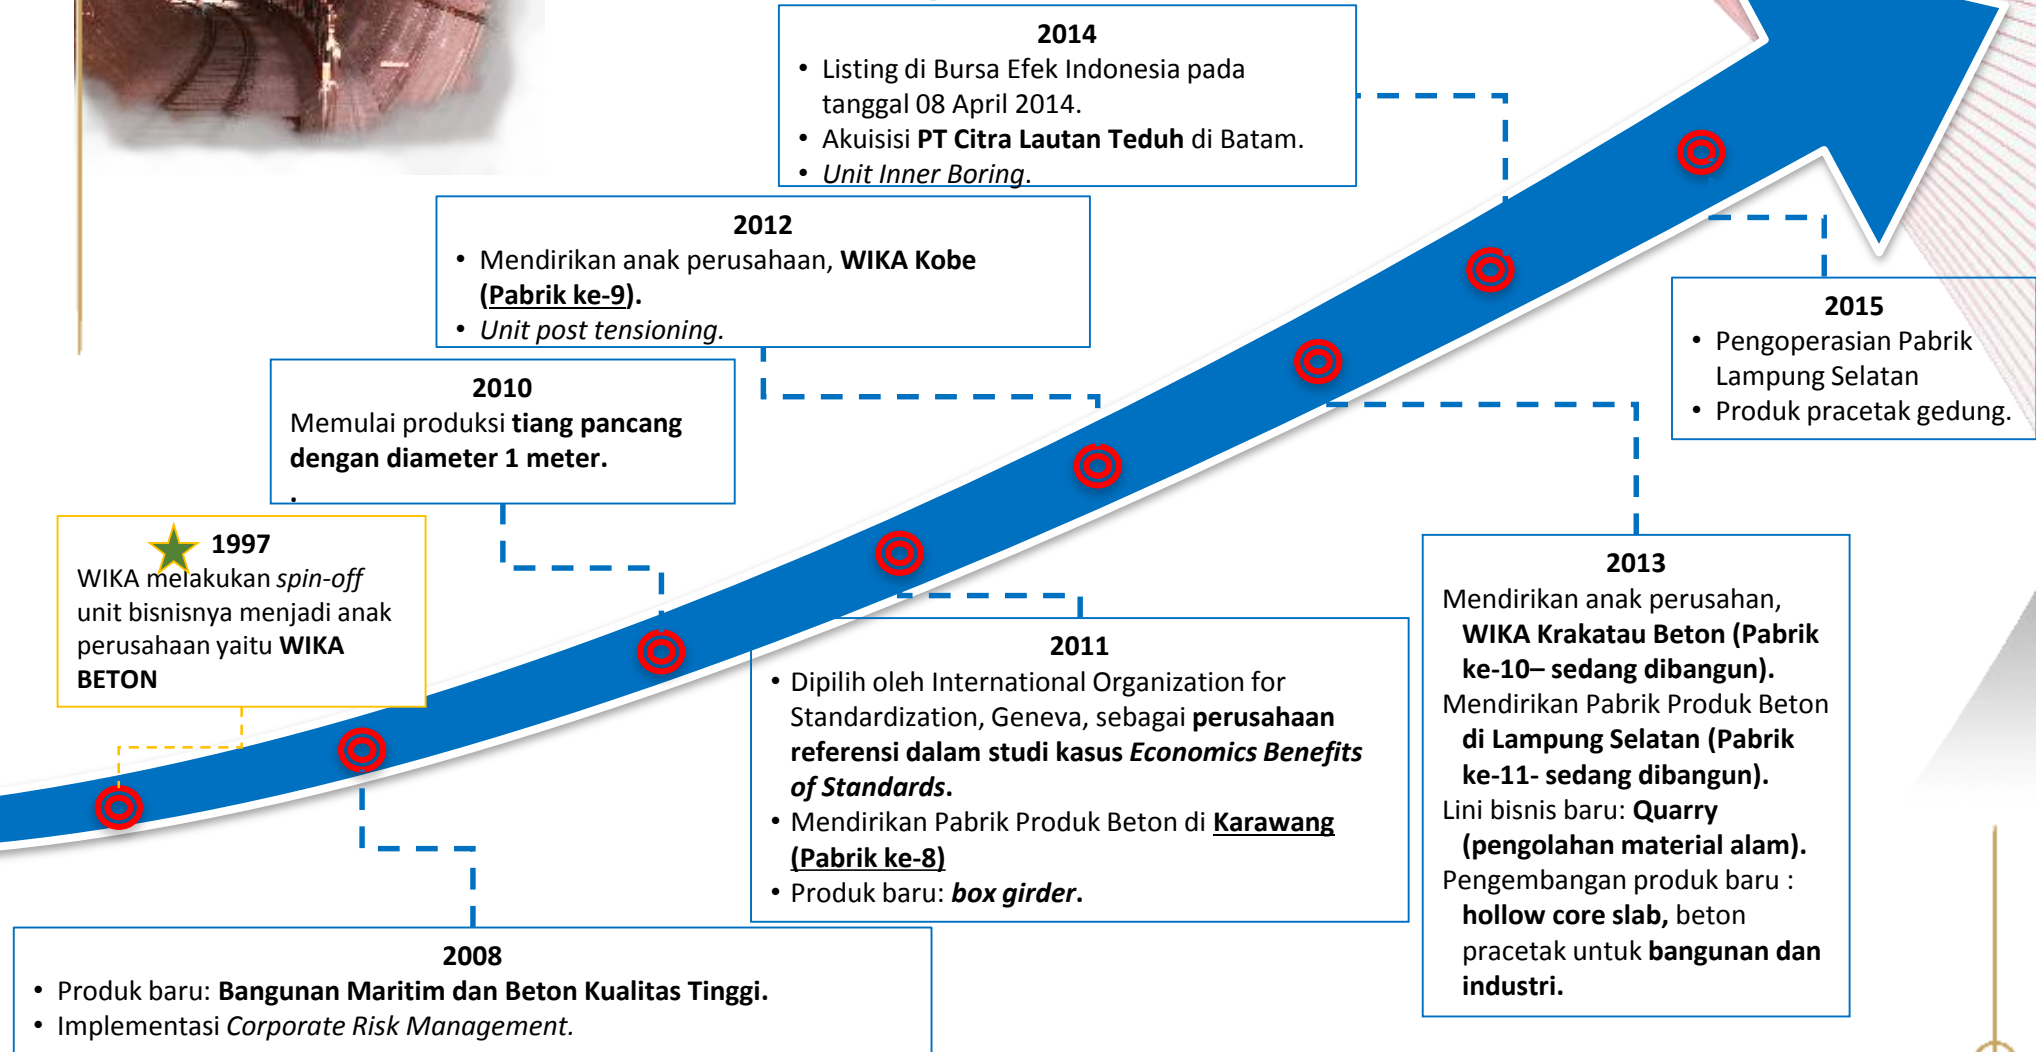 2014
• Listing di Bursa Efek Indonesia pada
tanggal 08 April 2014.
• Akuisisi PT Citra Lautan Teduh di Batam.
• Unit Inner Boring.
2012
• Mendirikan anak perusahaan, WIKA Kobe
(Pabrik ke-9).
• Unit post tensioning.
2015
• Pengoperasian Pabrik
Lampung Selatan
• Produk pracetak gedung.
2010
Memulai produksi tiang pancang
dengan diameter 1 meter.
.
1997
WIKA melakukan spin-off
unit bisnisnya menjadi anak
perusahaan yaitu WIKA
BETON
2013
Mendirikan anak perusahan,
WIKA Krakatau Beton (Pabrik
ke-10– sedang dibangun).
Mendirikan Pabrik Produk Beton
di Lampung Selatan (Pabrik
ke-11- sedang dibangun).
Lini bisnis baru: Quarry
(pengolahan material alam).
Pengembangan produk baru :
hollow core slab, beton
pracetak untuk bangunan dan
industri.
2011
• Dipilih oleh International Organization for
Standardization, Geneva, sebagai perusahaan
referensi dalam studi kasus Economics Benefits
of Standards.
• Mendirikan Pabrik Produk Beton di Karawang
(Pabrik ke-8)
• Produk baru: box girder.
2008
• Produk baru: Bangunan Maritim dan Beton Kualitas Tinggi.
• Implementasi Corporate Risk Management.